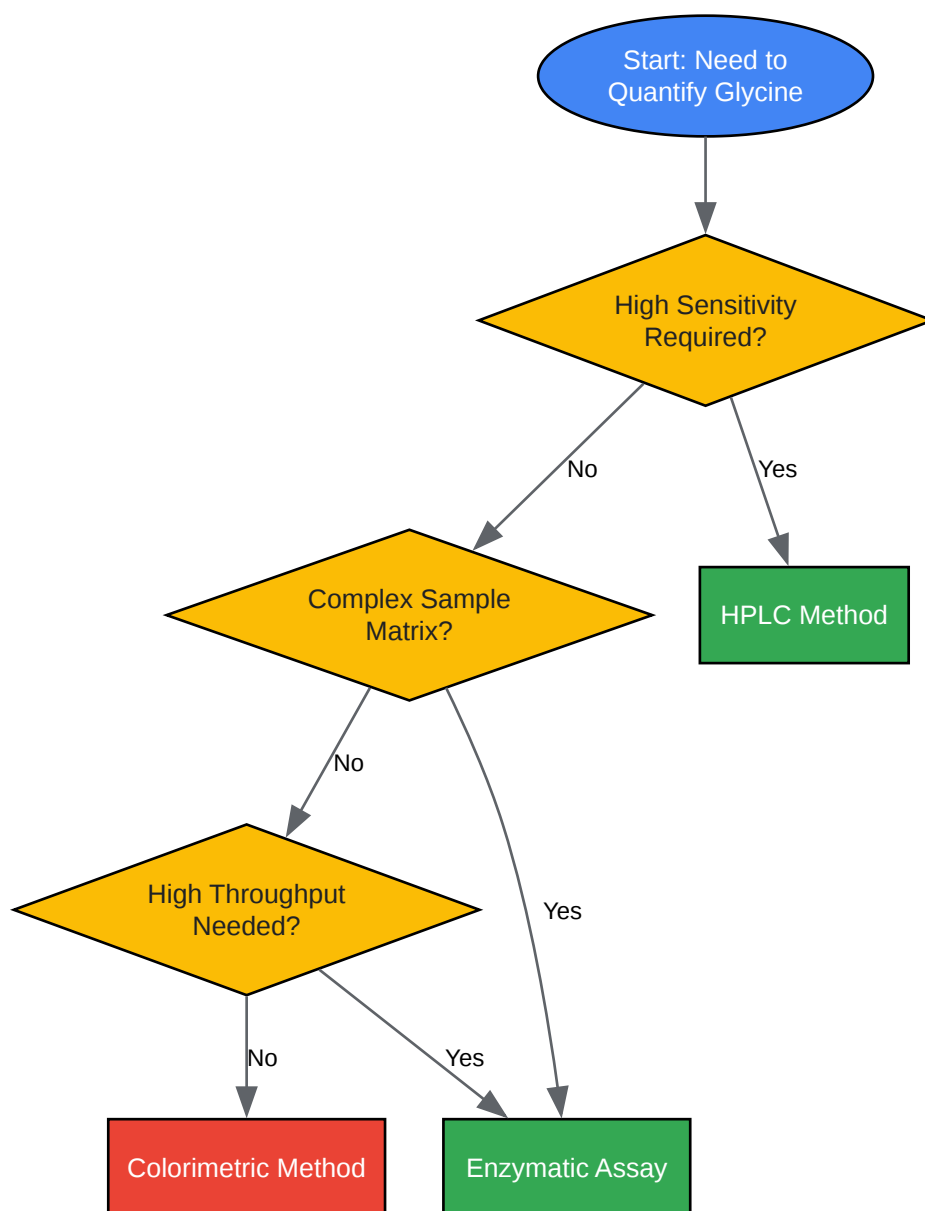 Start: Need to
Quantify Glycine
High Sensitivity
Required?
No
Yes
Complex Sample
Matrix?
HPLC Method
No
Yes
High Throughput
Needed?
No
Yes
Colorimetric Method
Enzymatic Assay